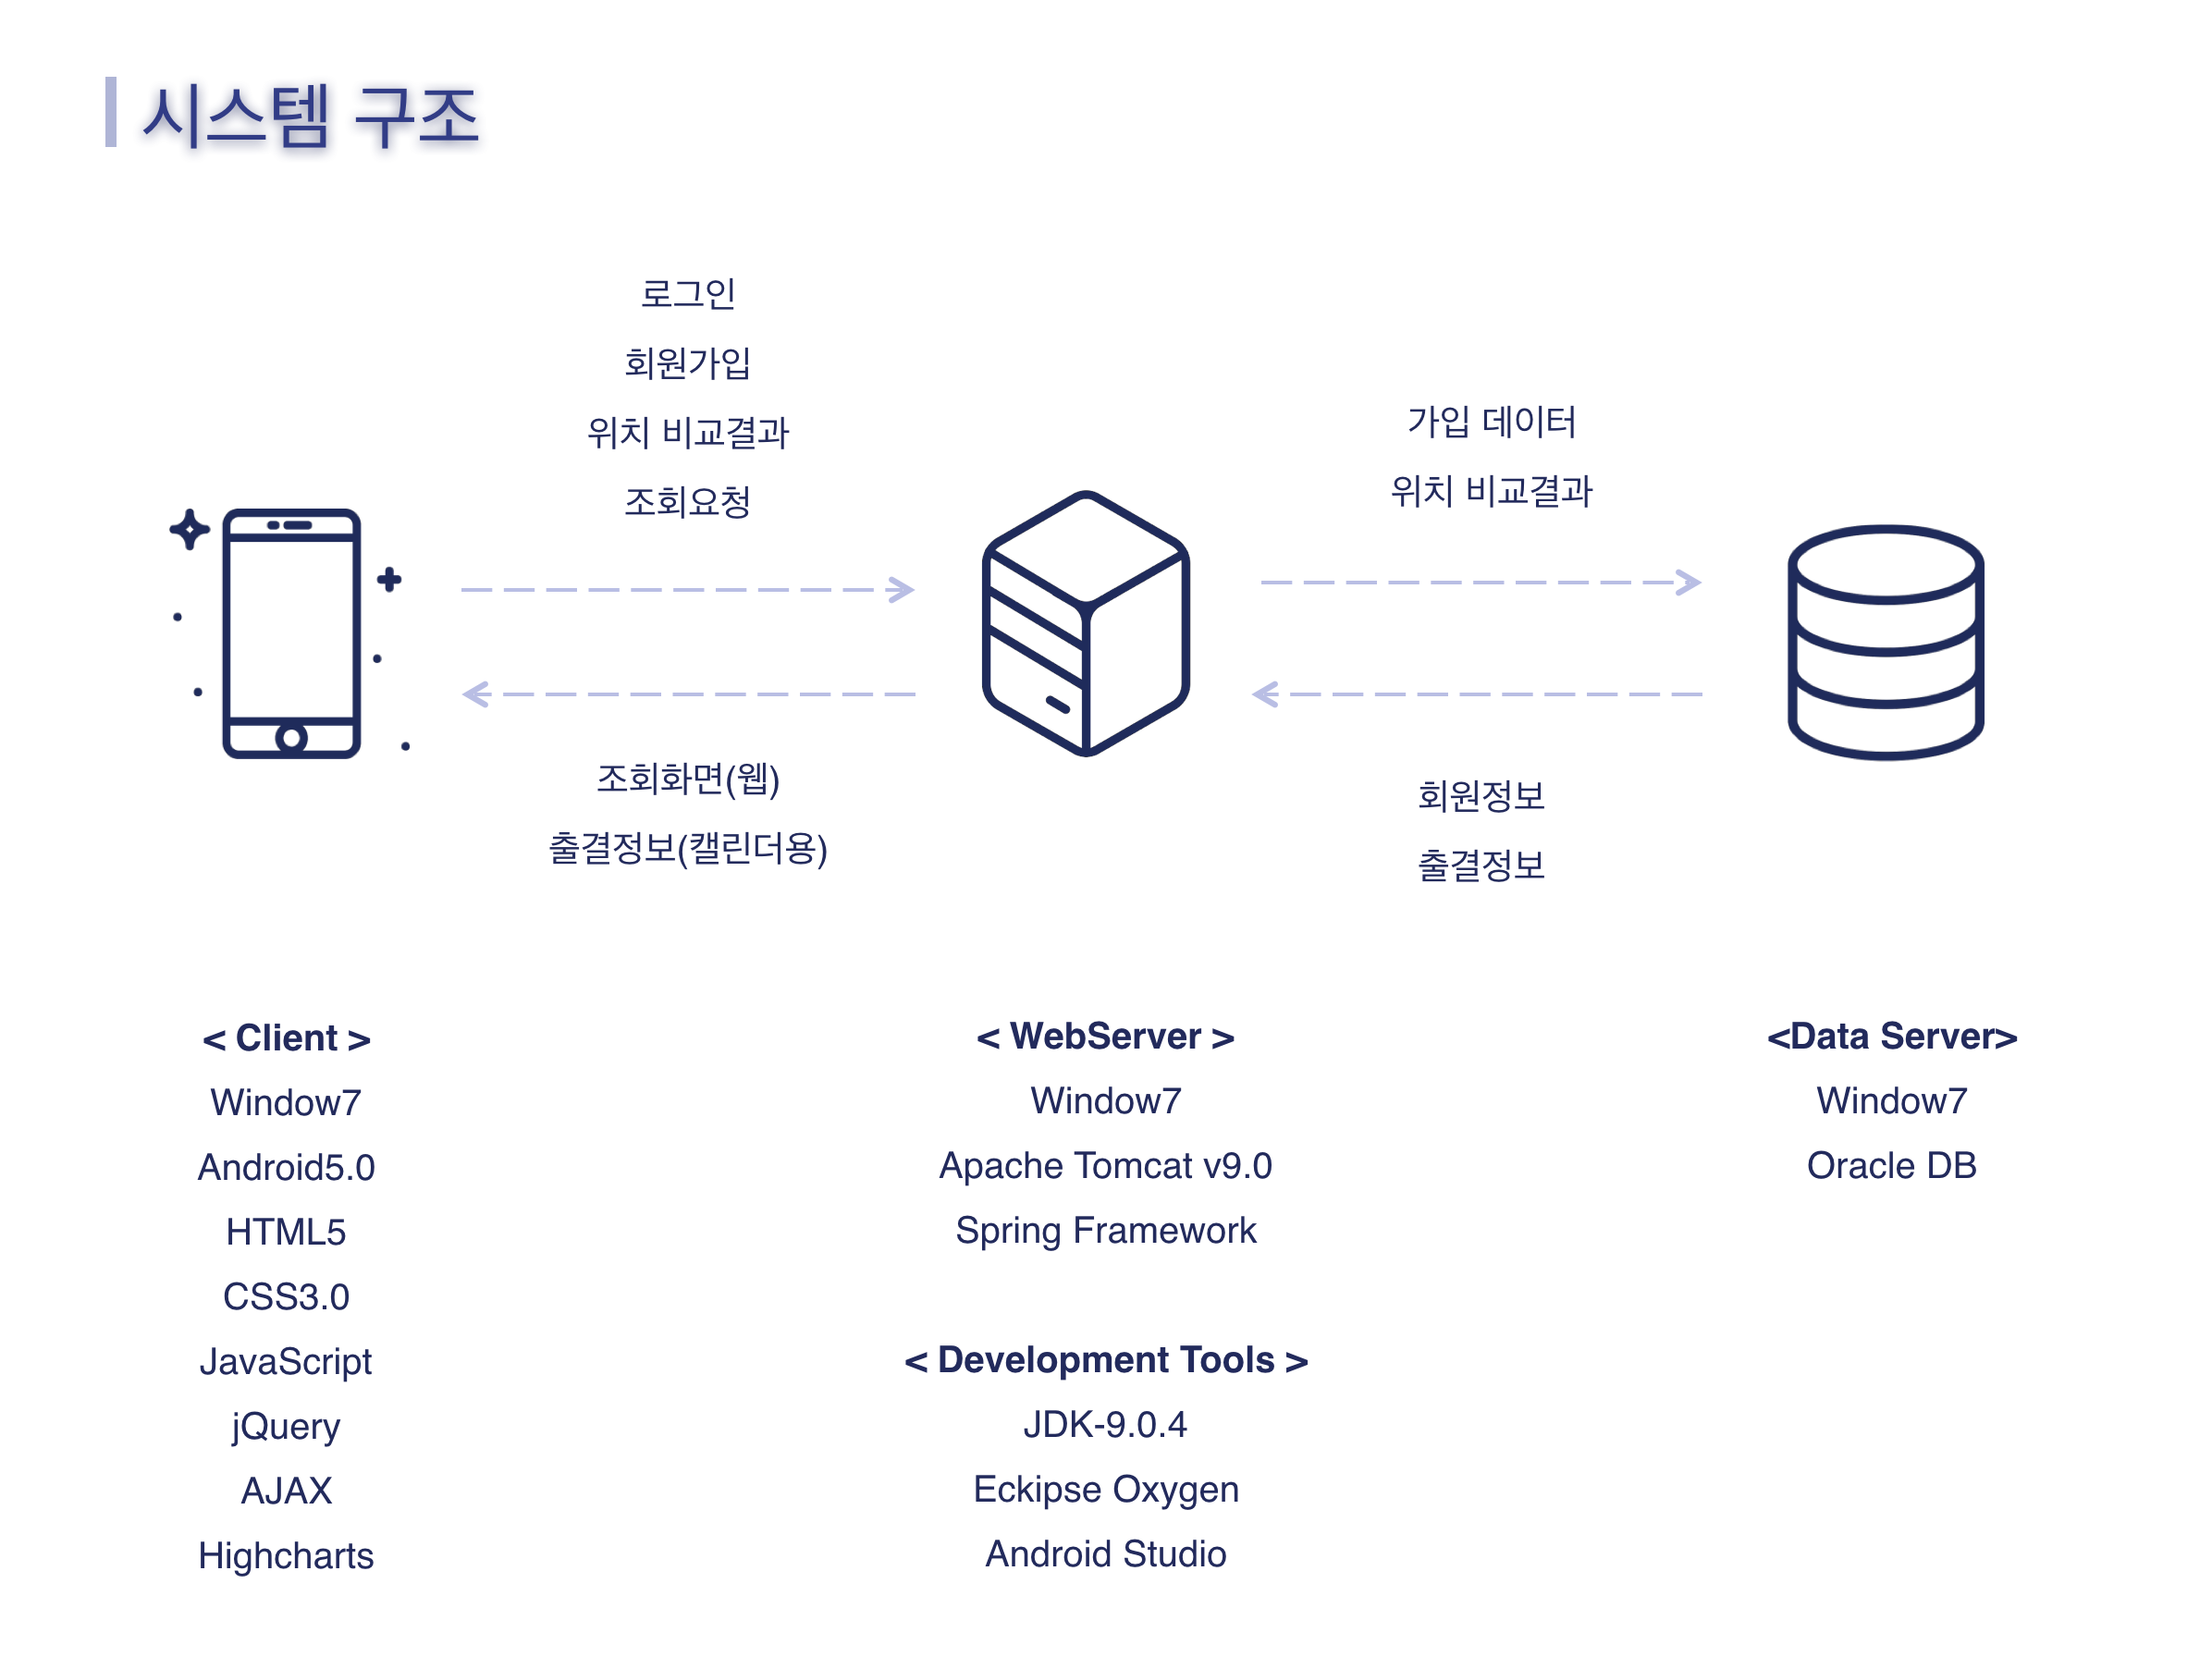 시스템 구조
로그인
회원가입
위치 비교결과
조회요청
가입 데이터
위치 비교결과
조회화면(웹)
출결정보(캘린더용)
회원정보
출결정보
< Client >
Window7
Android5.0
HTML5
CSS3.0
JavaScript
jQuery
AJAX
Highcharts
< WebServer >
Window7
Apache Tomcat v9.0
Spring Framework
< Development Tools >
JDK-9.0.4
Eckipse Oxygen
Android Studio
<Data Server>
Window7
Oracle DB